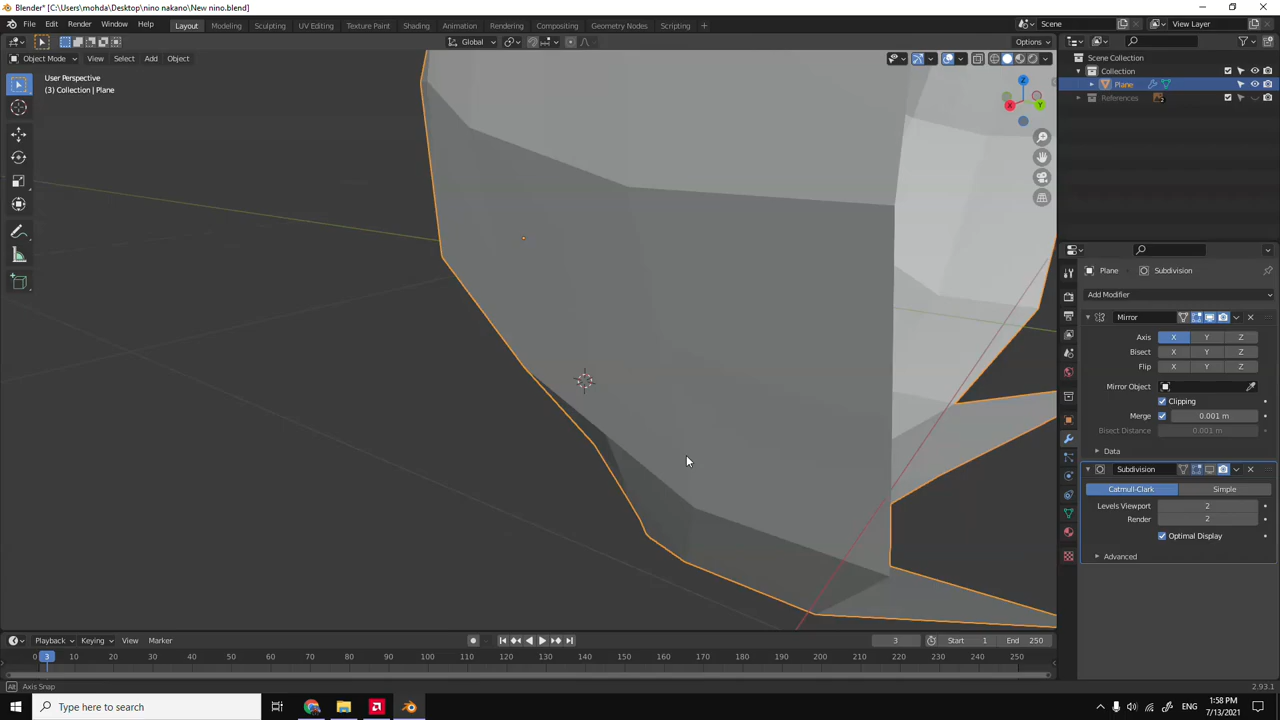 Blender* [C:\Users\mohda\Desktop\nino nakano\New nino.blend]
File Edit Render Window Help
Layout Modeling Sculpting UV Editing Texture Paint Shading Animation Rendering Compositing Geometry Nodes Scripting +
Scene View Layer
Global Options
Object Mode View Select Add Object
User Perspective
(3) Collection | Plane
Z
X Y
Scene Collection
Collection
Plane
References
Plane Subdivision
Add Modifier
Mirror
Axis X Y Z
Bisect X Y Z
Flip X Y Z
Mirror Object
Clipping
Merge 0.001 m
Bisect Distance 0.001 m
Data
Subdivision
Catmull-Clark Simple
Levels Viewport 2
Render 2
Optimal Display
Advanced
Playback Keying View Marker 3 Start 1 End 250
0 3 10 20 30 40 50 60 70 80 90 100 110 120 130 140 150 160 170 180 190 200 210 220 230 240 250
Axis Snap 2.93.1
Type here to search
ENG
1:58 PM
7/13/2021